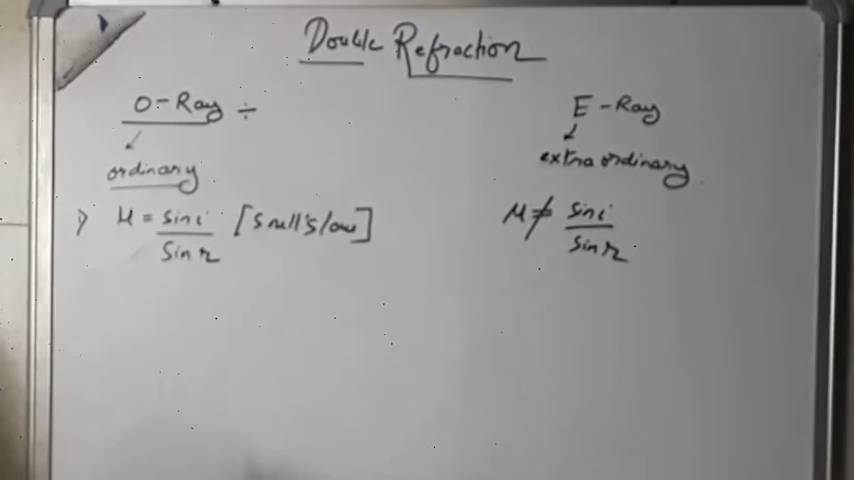 Double Refraction
O-Ray ÷
ordinary
μ = sin i / sin r [Snell's law]
E-Ray
extra ordinary
μ ≠ sin i / sin r